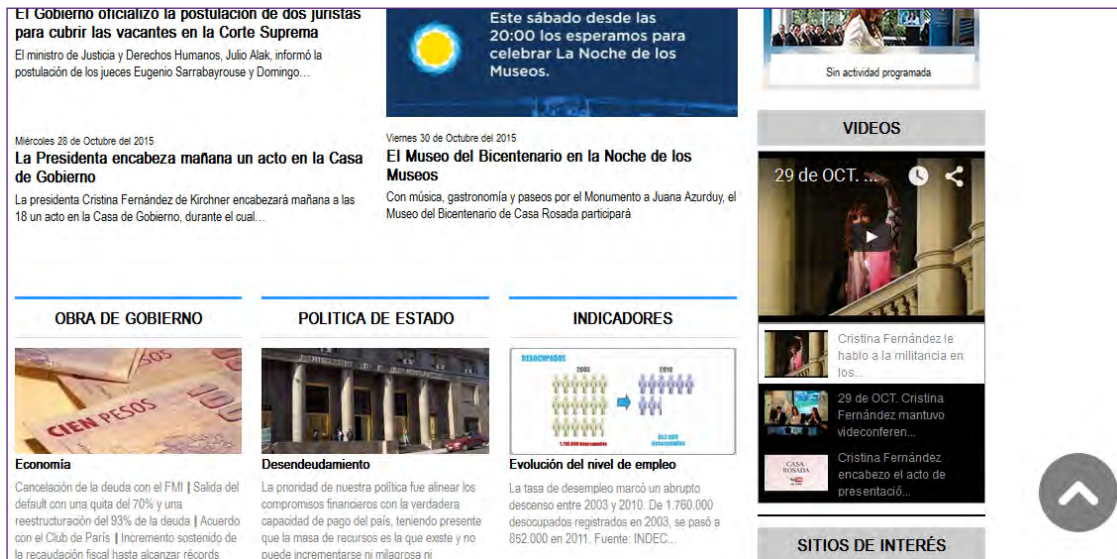 El Gobierno oficializó la postulación de dos juristas
para cubrir las vacantes en la Corte Suprema
El ministro de Justicia y Derechos Humanos, Julio Alak, informó la
postulación de los jueces Eugenio Sarrabayrouse y Domingo...
Miércoles 28 de Octubre del 2015
La Presidenta encabeza mañana un acto en la Casa
de Gobierno
La presidenta Cristina Fernández de Kirchner encabezará mañana a las
18 un acto en la Casa de Gobierno, durante el cual...
Este sábado desde las
20:00 los esperamos para
celebrar La Noche de los
Museos.
Viernes 30 de Octubre del 2015
El Museo del Bicentenario en la Noche de los
Museos
Con música, gastronomía y paseos por el Monumento a Juana Azurduy, el
Museo del Bicentenario de Casa Rosada participará
Sin actividad programada
VIDEOS
29 de OCT. ...
Cristina Fernández le
hablo a la militancia en
los...
29 de OCT. Cristina
Fernández mantuvo
videconferen...
CASA
ROSADA
Cristina Fernández
encabezo el acto de
presentació...
SITIOS DE INTERÉS
OBRA DE GOBIERNO
CIEN PESOS
Economía
Cancelación de la deuda con el FMI | Salida del
default con una quita del 70% y una
reestructuración del 93% de la deuda | Acuerdo
con el Club de París | Incremento sostenido de
la recaudación fiscal hasta alcanzar récords
POLITICA DE ESTADO
Desendeudamiento
La prioridad de nuestra política fue alinear los
compromisos financieros con la verdadera
capacidad de pago del país, teniendo presente
que la masa de recursos es la que existe y no
puede incrementarse ni milagrosa ni
INDICADORES
DESOCUPADOS
2003
2010
Evolución del nivel de empleo
La tasa de desempleo marcó un abrupto
descenso entre 2003 y 2010. De 1.760.000
desocupados registrados en 2003, se pasó a
852.000 en 2011. Fuente: INDEC...